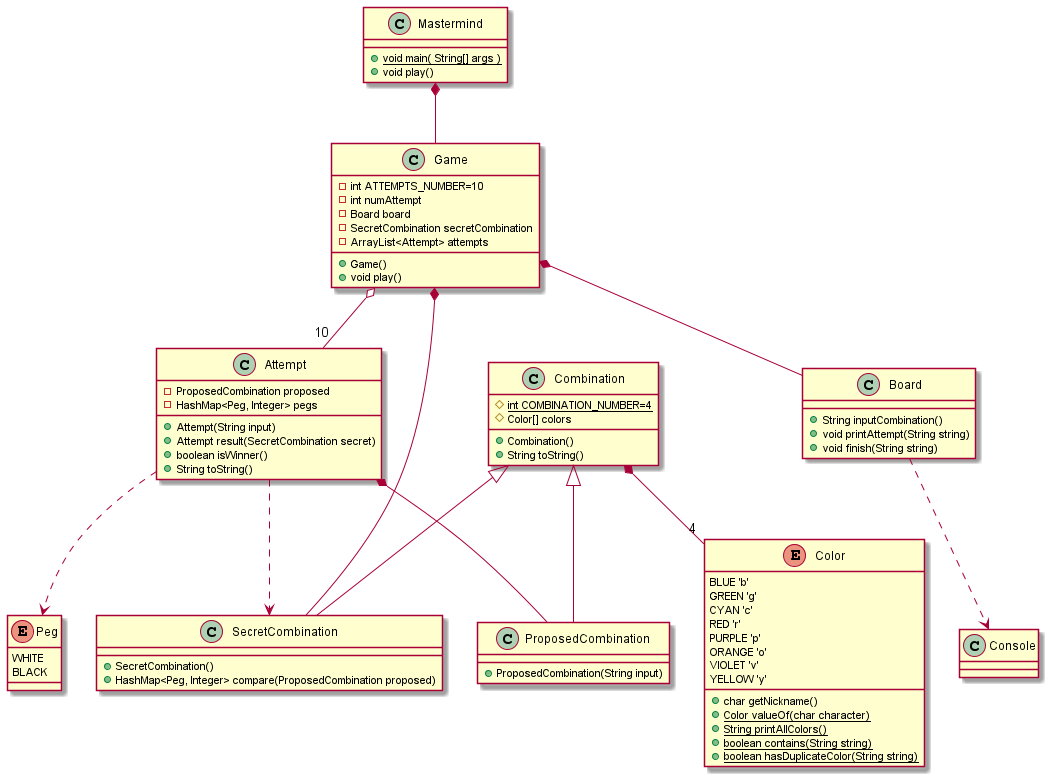 C Mastermind
void main( String[] args )
void play()
C Game
int ATTEMPTS_NUMBER=10
int numAttempt
Board board
SecretCombination secretCombination
ArrayList<Attempt> attempts
Game()
void play()
10
C Attempt
ProposedCombination proposed
HashMap<Peg, Integer> pegs
Attempt(String input)
Attempt result(SecretCombination secret)
boolean isWinner()
String toString()
C Combination
int COMBINATION_NUMBER=4
Color[] colors
Combination()
String toString()
C Board
String inputCombination()
void printAttempt(String string)
void finish(String string)
4
E Peg
WHITE
BLACK
C SecretCombination
SecretCombination()
HashMap<Peg, Integer> compare(ProposedCombination proposed)
C ProposedCombination
ProposedCombination(String input)
E Color
BLUE 'b'
GREEN 'g'
CYAN 'c'
RED 'r'
PURPLE 'p'
ORANGE 'o'
VIOLET 'v'
YELLOW 'y'
char getNickname()
Color valueOf(char character)
String printAllColors()
boolean contains(String string)
boolean hasDuplicateColor(String string)
C Console